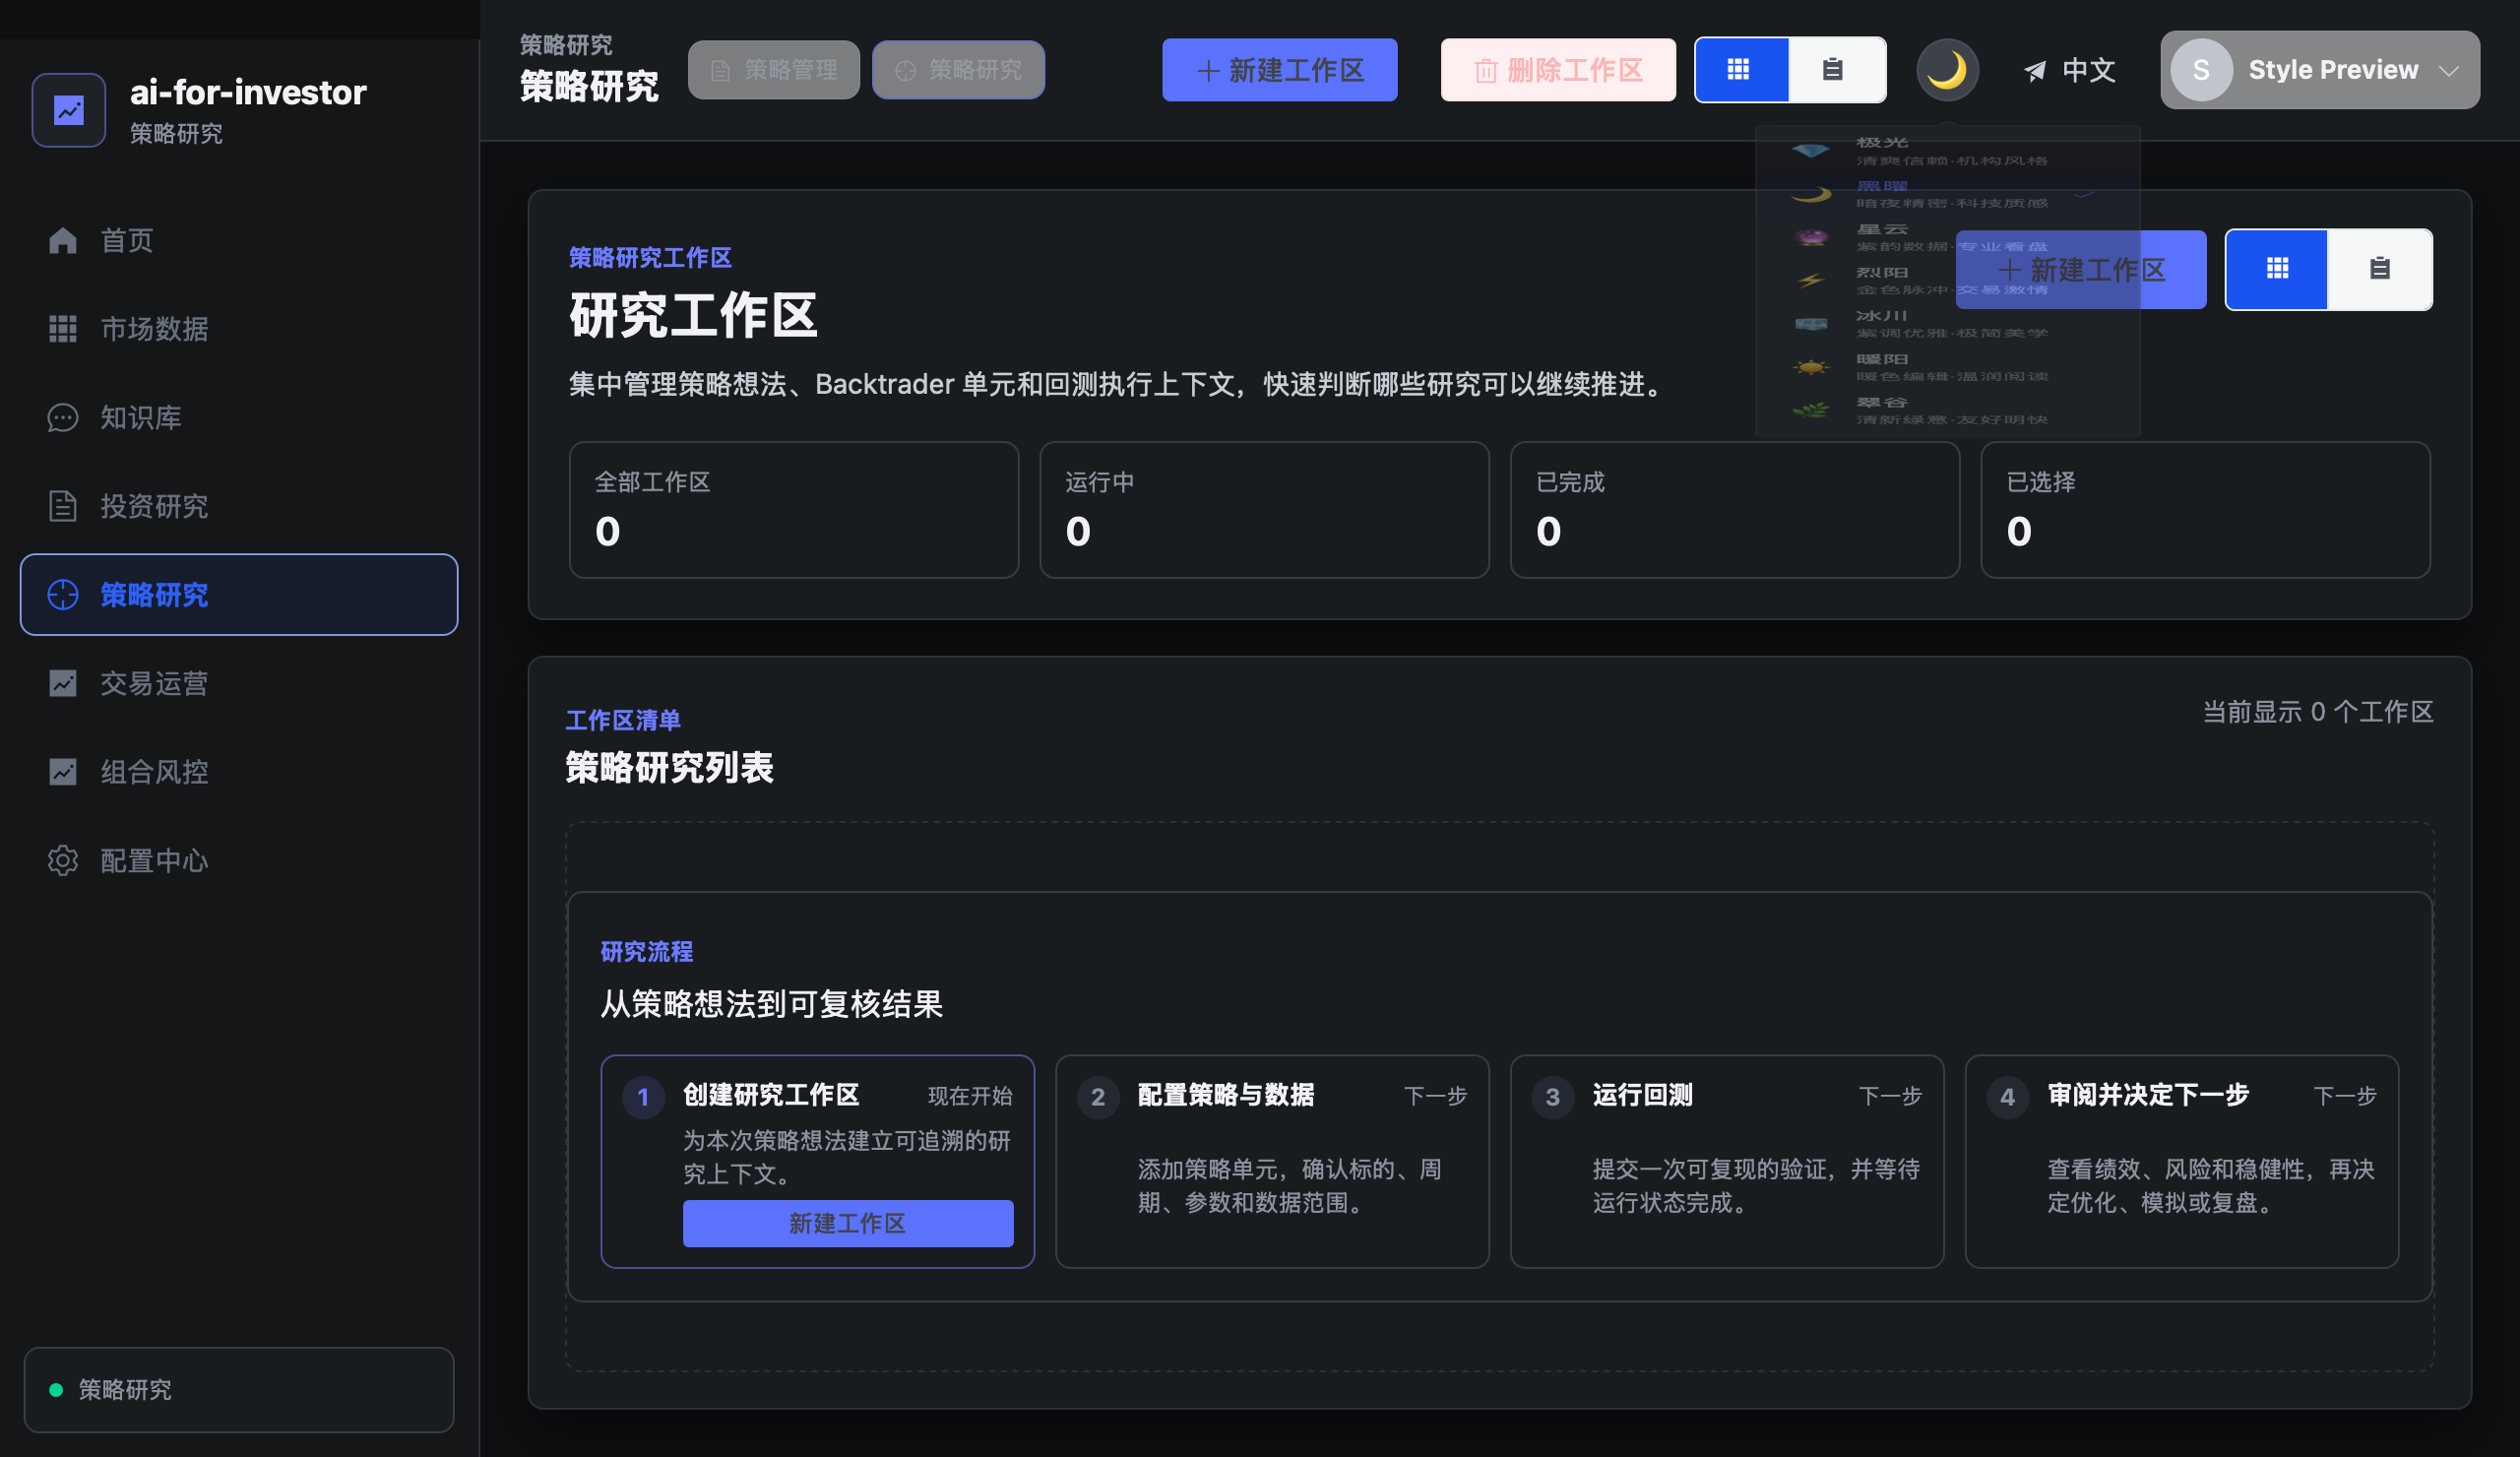 ai-for-investor
策略研究
首页
市场数据
知识库
投资研究
策略研究
交易运营
组合风控
配置中心
策略研究
策略研究
策略研究
策略管理
策略研究
新建工作区
删除工作区
中文
S
Style Preview
极光
清爽信赖·机构风格
黑曜
暗夜精密·科技质感
星云
紫韵数据·专业看盘
烈阳
金色脉冲·交易激情
冰川
紫调优雅·极简美学
暖阳
暖色编辑·温润阅读
翠谷
清新绿意·友好明快
策略研究工作区
研究工作区
集中管理策略想法、Backtrader 单元和回测执行上下文，快速判断哪些研究可以继续推进。
新建工作区
全部工作区
0
运行中
0
已完成
0
已选择
0
工作区清单
策略研究列表
当前显示 0 个工作区
研究流程
从策略想法到可复核结果
1
创建研究工作区
现在开始
为本次策略想法建立可追溯的研
究上下文。
新建工作区
2
配置策略与数据
下一步
添加策略单元，确认标的、周
期、参数和数据范围。
3
运行回测
下一步
提交一次可复现的验证，并等待
运行状态完成。
4
审阅并决定下一步
下一步
查看绩效、风险和稳健性，再决
定优化、模拟或复盘。